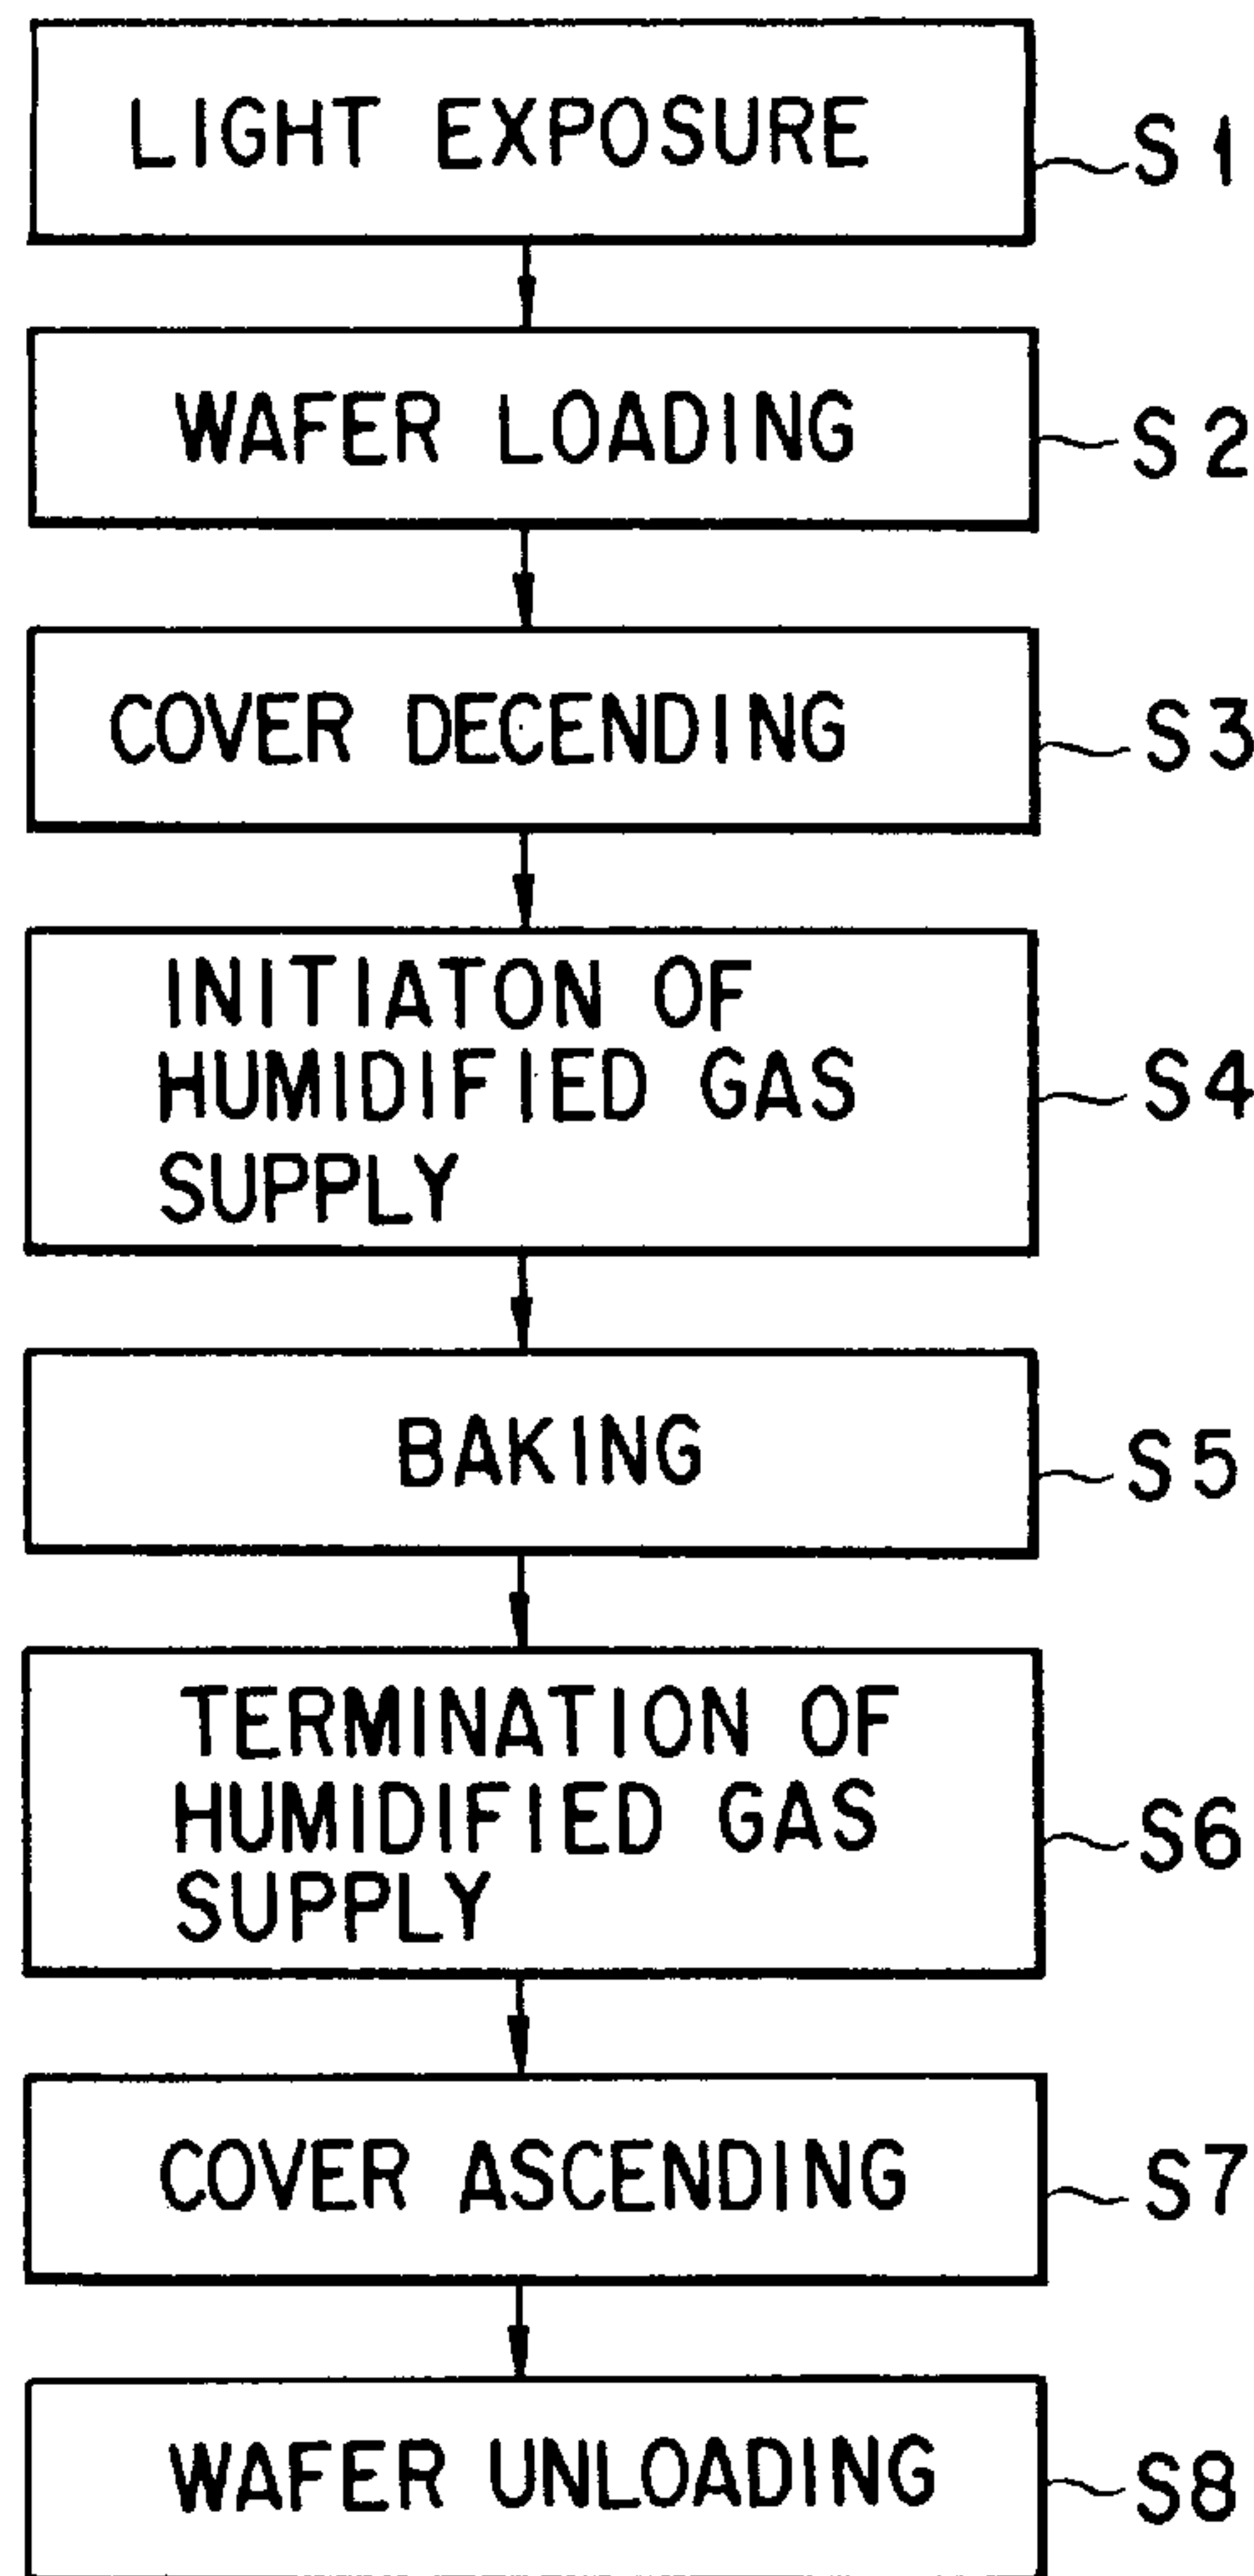 LIGHT EXPOSURE
S1
WAFER LOADING
S2
COVER DECENDING
S3
INITIATON OF
HUMIDIFIED GAS
SUPPLY
S4
BAKING
S5
TERMINATION OF
HUMIDIFIED GAS
SUPPLY
S6
COVER ASCENDING
S7
WAFER UNLOADING
S8